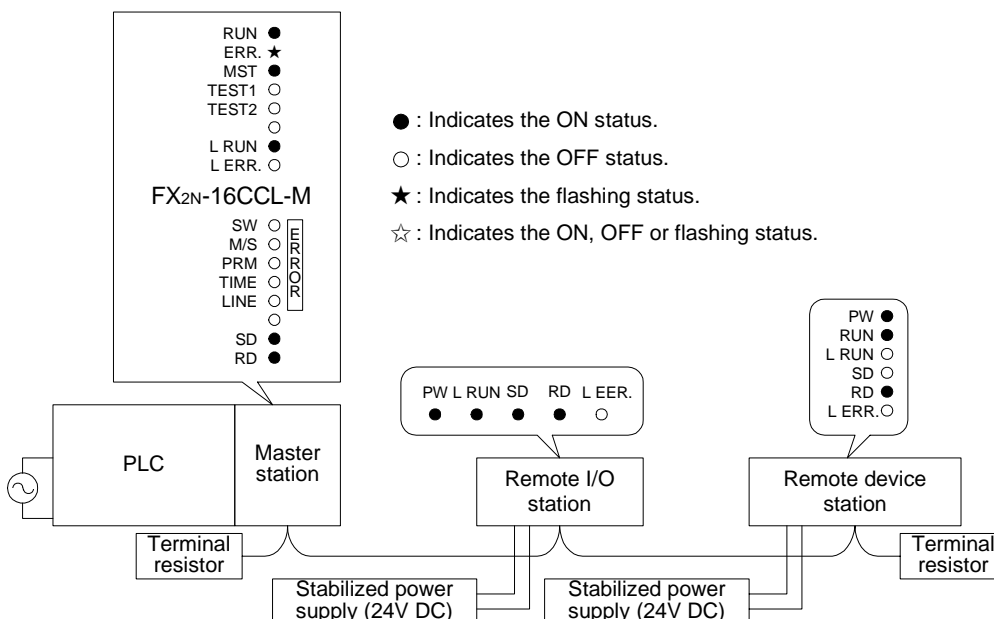 RUN
ERR.
MST
TEST1
TEST2
L RUN
L ERR.
FX2N-16CCL-M
SW
M/S
PRM
TIME
LINE
ERROR
SD
RD
: Indicates the ON status.
: Indicates the OFF status.
: Indicates the flashing status.
: Indicates the ON, OFF or flashing status.
PW L RUN SD RD L EER.
PW
RUN
L RUN
SD
RD
L ERR.
PLC
Master
station
Remote I/O
station
Remote device
station
Terminal
resistor
Terminal
resistor
Stabilized power
supply (24V DC)
Stabilized power
supply (24V DC)